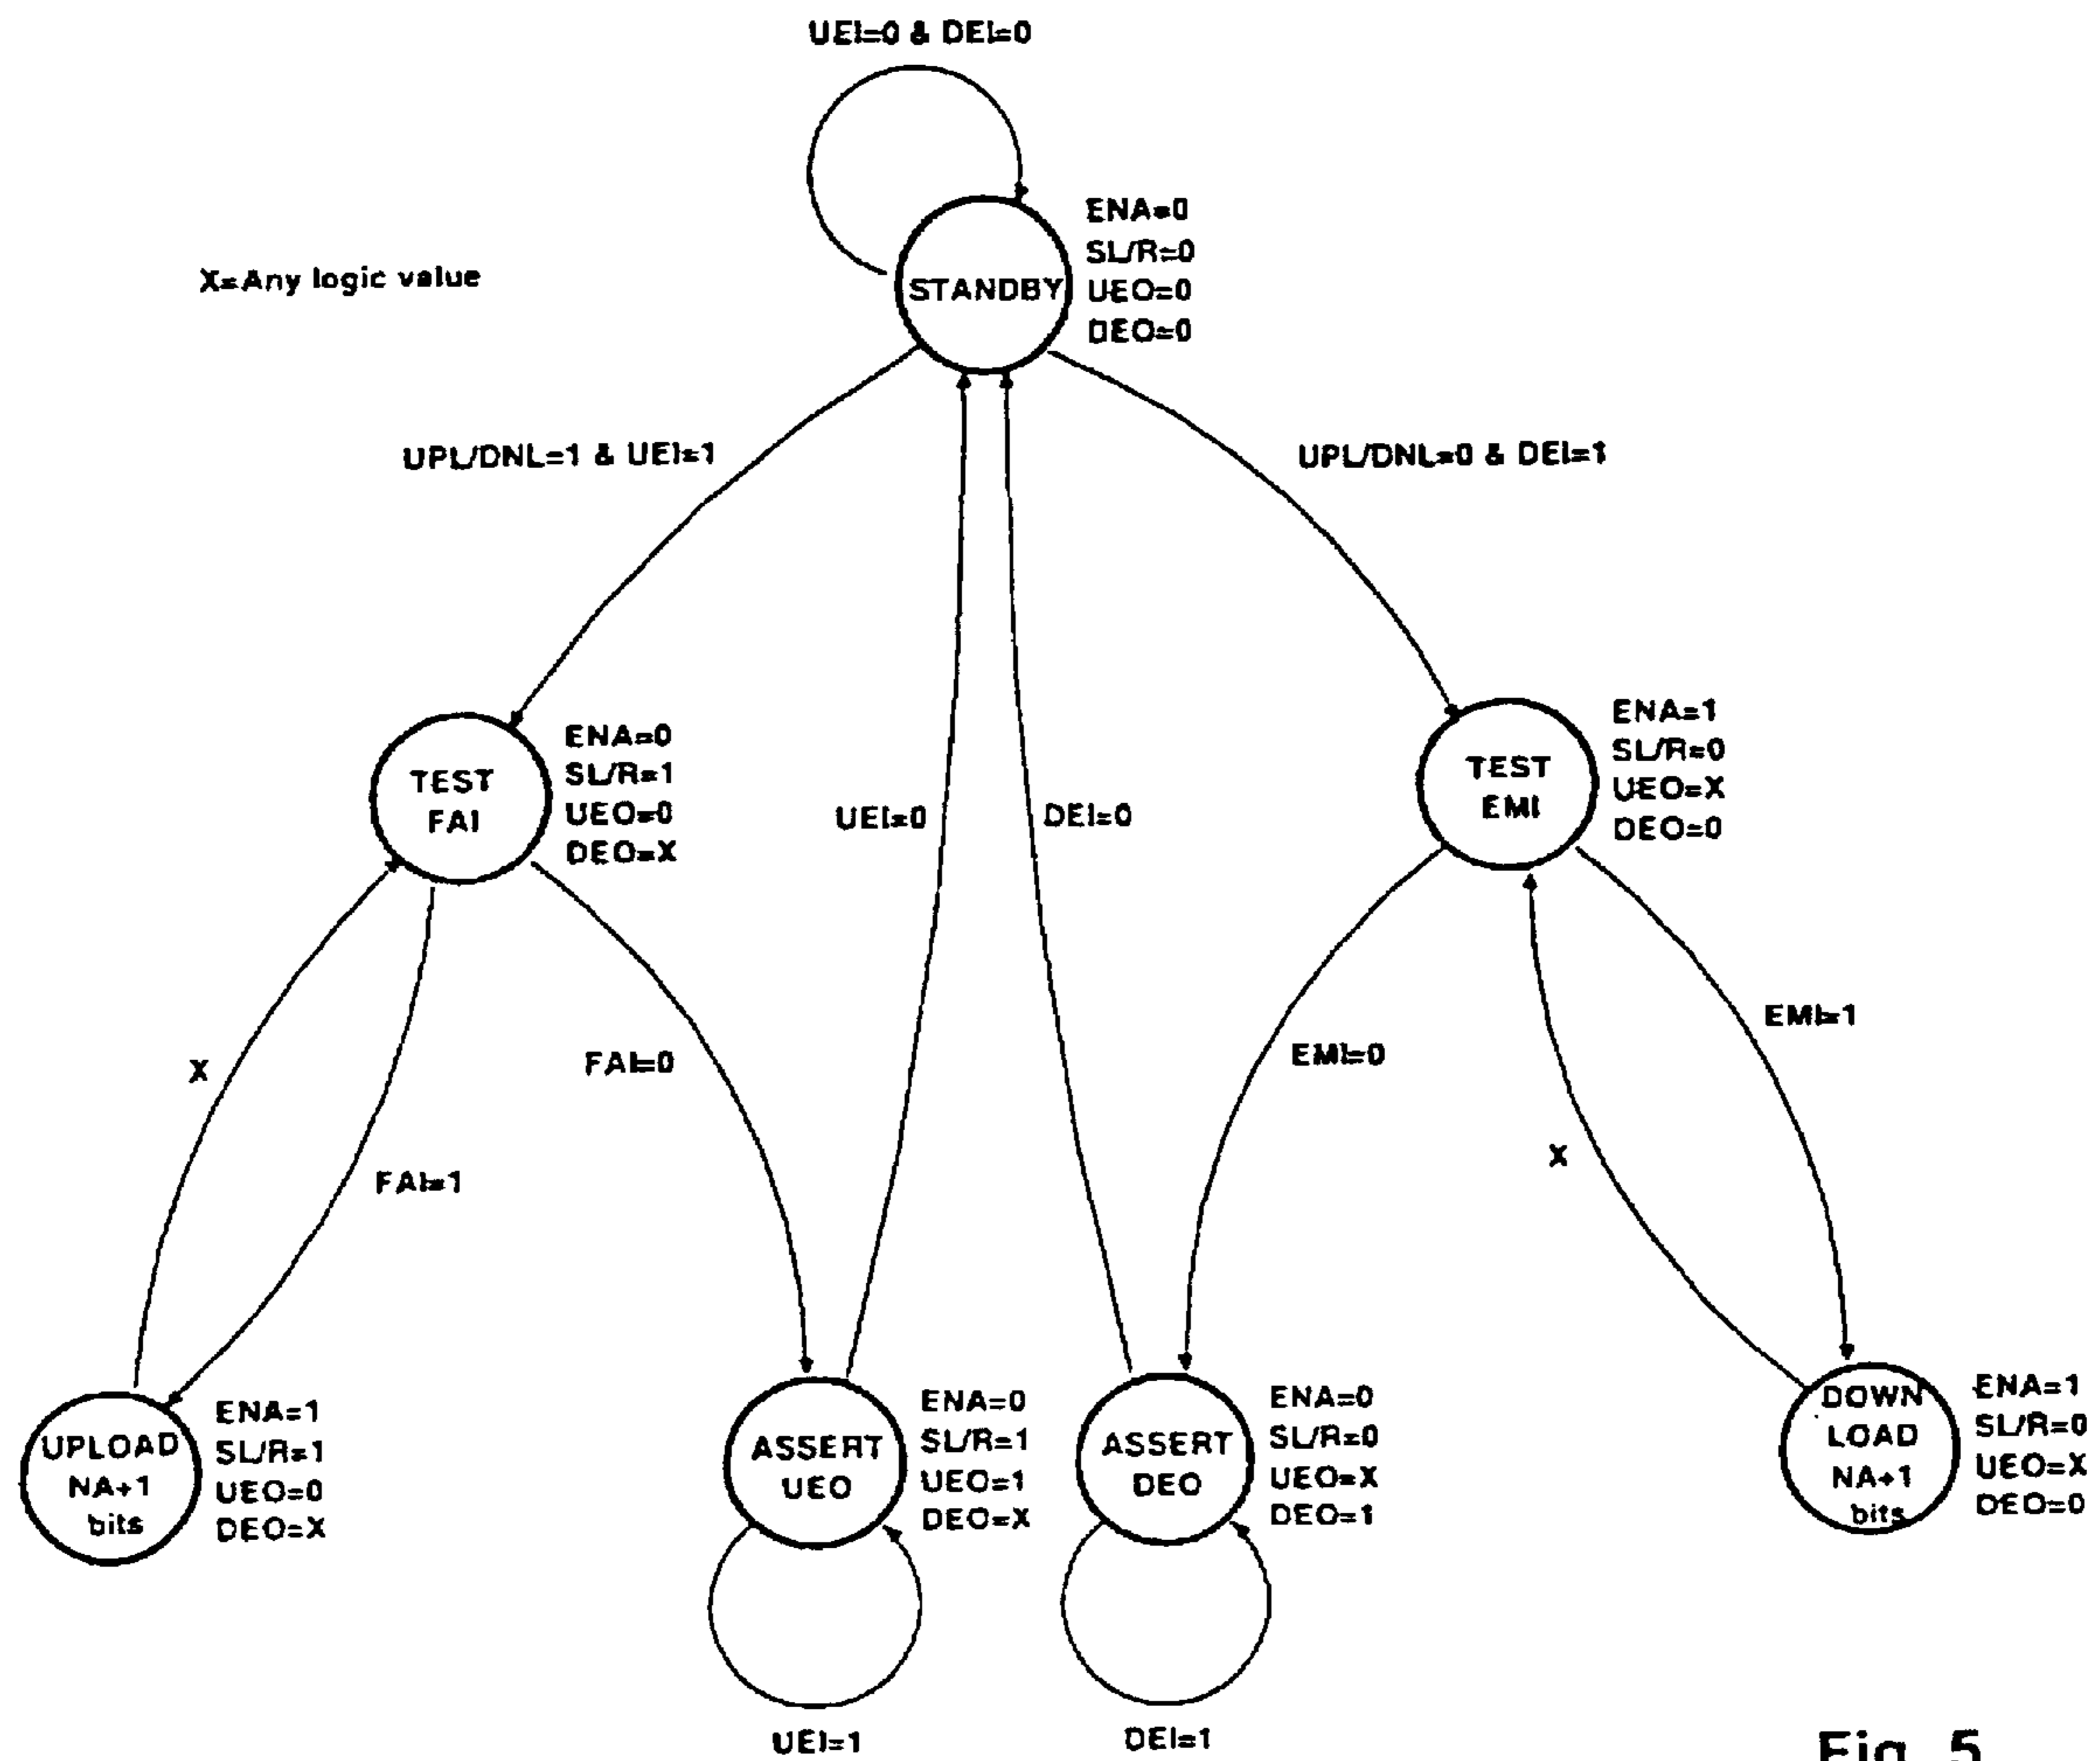 UEI=0 & DEI=0
X=Any logic value
STANDBY
ENA=0
SL/R=0
UEO=0
DEO=0
UPL/DNL=1 & UEI=1
UPL/DNL=0 & DEI=1
TEST
FAI
ENA=0
SL/R=1
UEO=0
DEO=X
UEI=0
DEI=0
TEST
EMI
ENA=1
SL/R=0
UEO=X
DEO=0
X
FAI=1
FAI=0
EMI=0
X
EMI=1
UPLOAD
NA+1
bits
ENA=1
SL/R=1
UEO=0
DEO=X
ASSERT
UEO
ENA=0
SL/R=1
UEO=1
DEO=X
ASSERT
DEO
ENA=0
SL/R=0
UEO=X
DEO=1
DOWN
LOAD
NA+1
bits
ENA=1
SL/R=0
UEO=X
DEO=0
UEI=1
DEI=1
Fig. 5